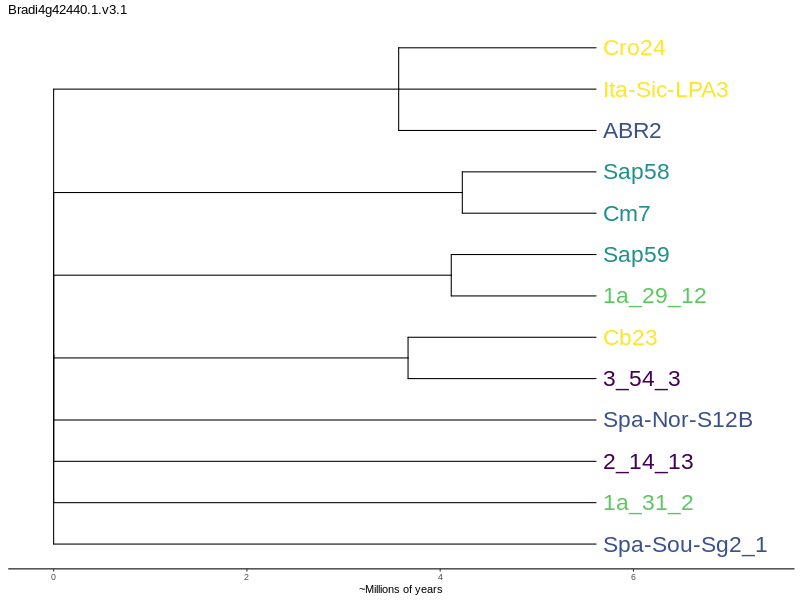 Bradi4g42440.1.v3.1
Cro24
Ita-Sic-LPA3
ABR2
Sap58
Cm7
Sap59
1a_29_12
Cb23
3_54_3
Spa-Nor-S12B
2_14_13
1a_31_2
Spa-Sou-Sg2_1
0 2 4 6
~Millions of years